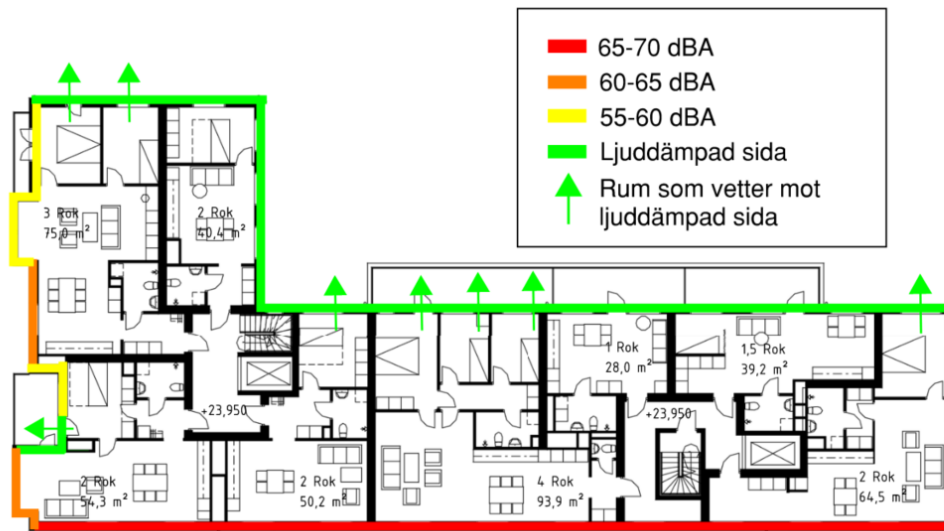 65-70 dBA
60-65 dBA
55-60 dBA
Ljuddämpad sida
Rum som vetter mot
ljuddämpad sida
3 Rok
75,0 m²
2 Rok
40,4 m²
1 Rok
28,0 m²
1,5 Rok
39,2 m²
+23,950
+23,950
2 Rok
54,3 m²
2 Rok
50,2 m²
4 Rok
93,9 m²
2 Rok
64,5 m²